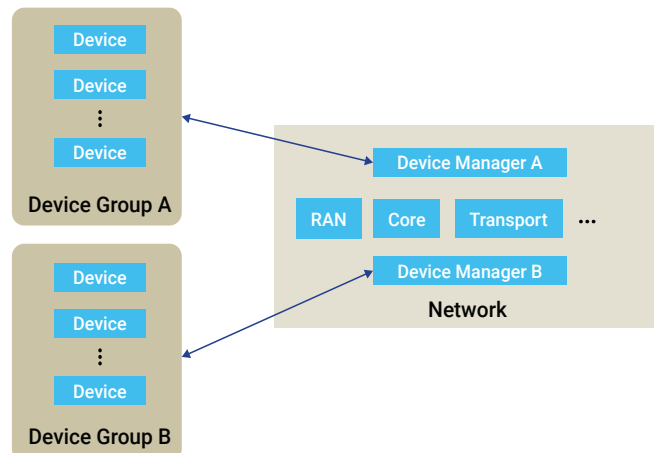 Device
Device
Device
Device Group A
Device Manager A
RAN Core Transport ...
Device Manager B
Network
Device
Device
Device
Device Group B